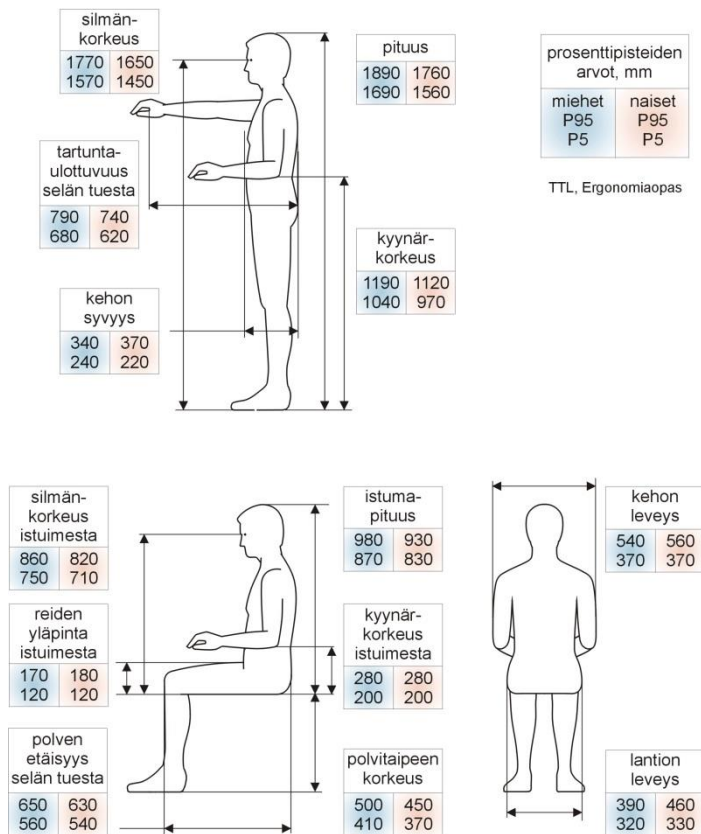 silmän-
korkeus
1770 1650
1570 1450
pituus
1890 1760
1690 1560
prosenttipisteiden
arvot, mm
miehet naiset
P95 P95
P5 P5
TTL, Ergonomiaopas
tartunta-
ulottuvuus
selän tuesta
790 740
680 620
kyynär-
korkeus
1190 1120
1040 970
kehon
syvyys
340 370
240 220
silmän-
korkeus
istuimesta
860 820
750 710
istuma-
pituus
980 930
870 830
kehon
leveys
540 560
370 370
reiden
yläpinta
istuimesta
170 180
120 120
kyynär-
korkeus
istuimesta
280 280
200 200
polven
etäisyys
selän tuesta
650 630
560 540
polvitaipeen
korkeus
500 450
410 370
lantion
leveys
390 460
320 330